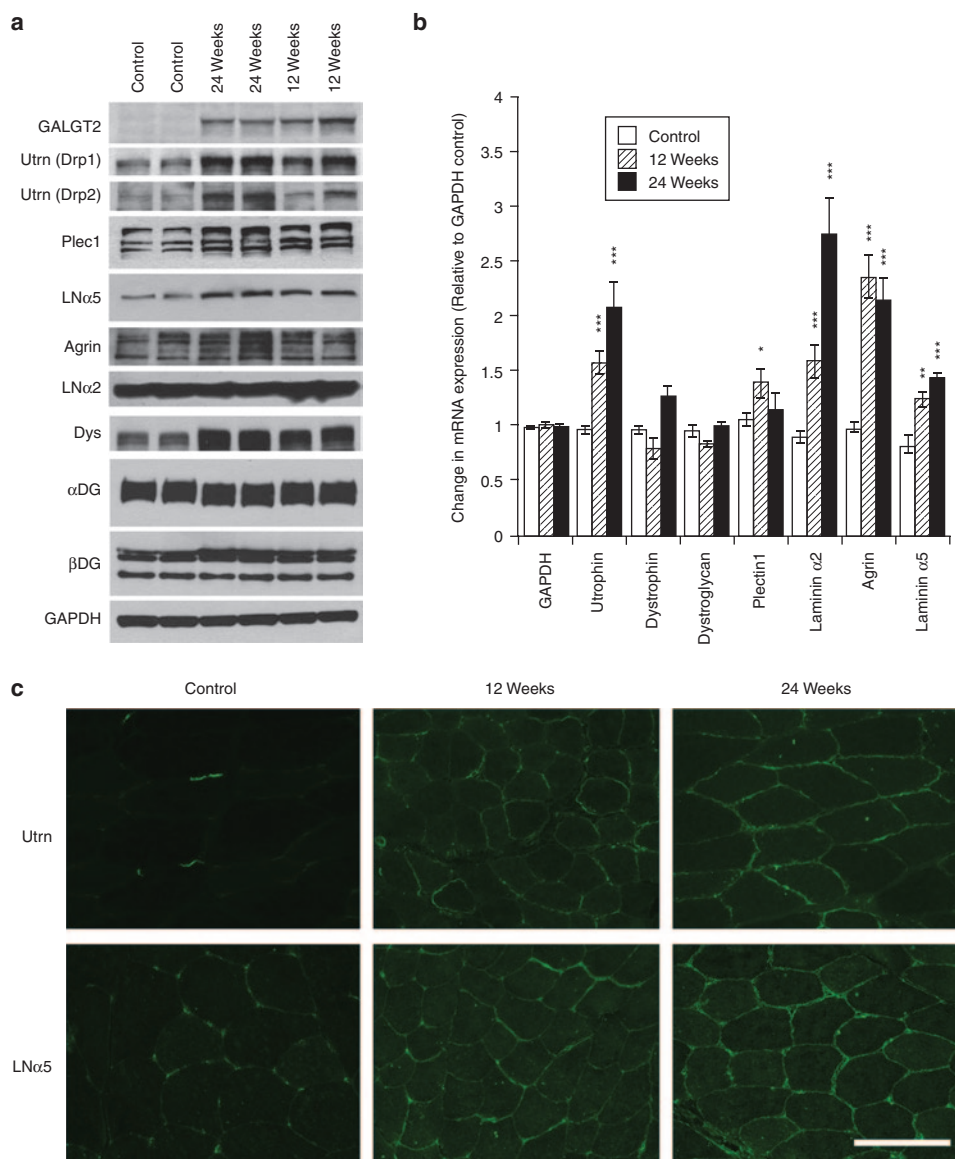 a
Control
Control
24 Weeks
24 Weeks
12 Weeks
12 Weeks
GALGT2
Utrn (Drp1)
Utrn (Drp2)
Plec1
LNα5
Agrin
LNα2
Dys
αDG
βDG
GAPDH
b
Change in mRNA expression (Relative to GAPDH control)
4
3.5
3
2.5
2
1.5
1
0.5
0
Control
12 Weeks
24 Weeks
***
***
*
***
***
***
***
**
***
GAPDH
Utrophin
Dystrophin
Dystroglycan
Plectin1
Laminin α2
Agrin
Laminin α5
c
Control
12 Weeks
24 Weeks
Utrn
LNα5